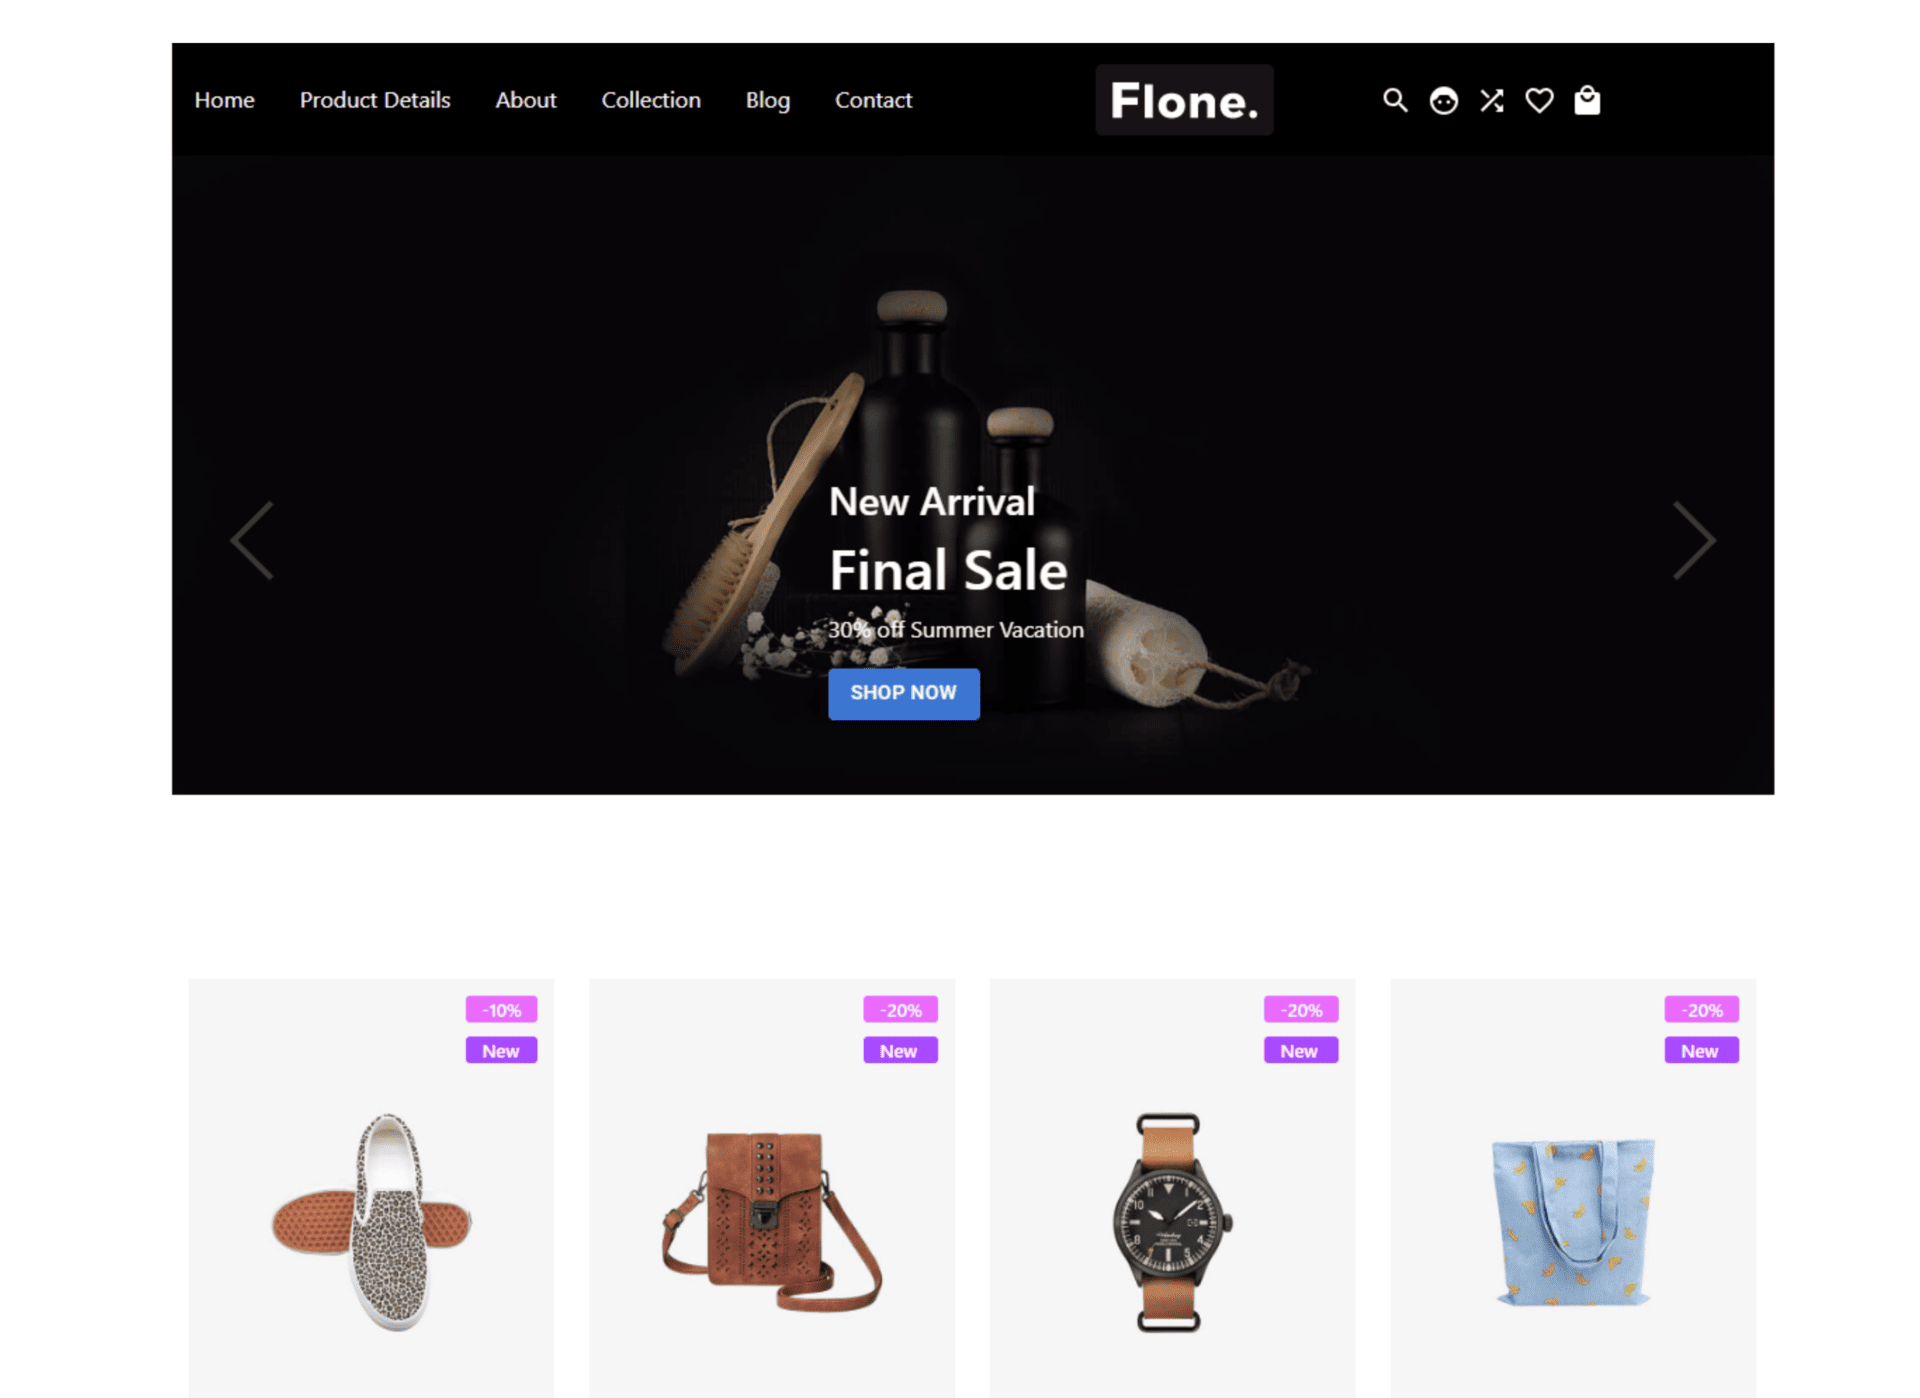 Home Product Details About Collection Blog Contact Flone.
New Arrival
Final Sale
30% off Summer Vacation
SHOP NOW
-10%
New
-20%
New
-20%
New
-20%
New